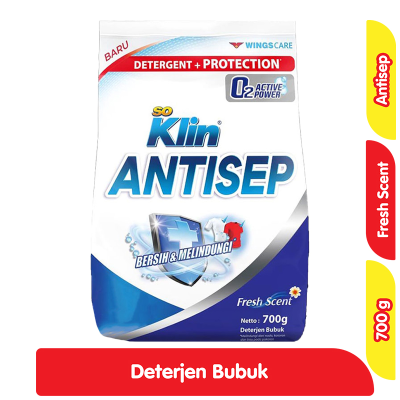 BARU
WINGSCARE
DETERGENT + PROTECTION*
O2 ACTIVE
POWER
SO
Klin®
ANTISEP
BERSIH & MELINDUNGI
Fresh Scent
Netto : 700g
Deterjen Bubuk
Antisep
Fresh Scent
700 g
Deterjen Bubuk